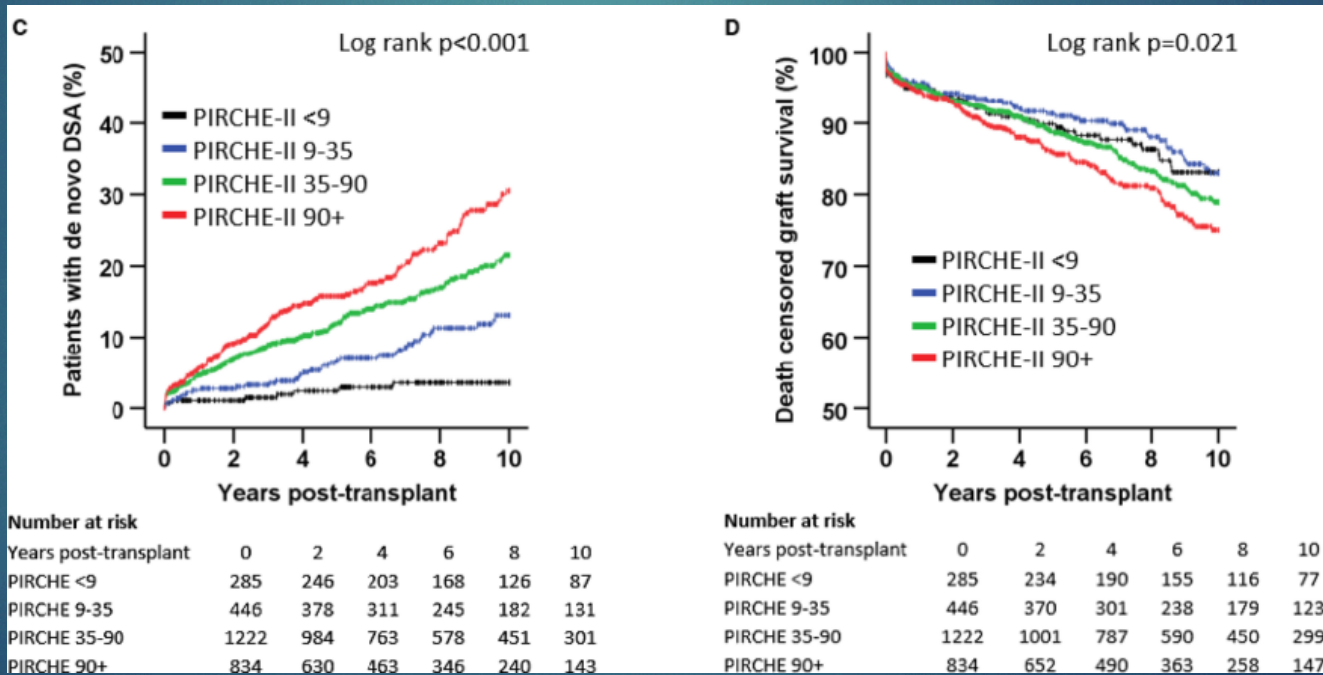 C
Log rank p<0.001
Patients with de novo DSA (%)
50
40
30
20
10
0
PIRCHE-II <9
PIRCHE-II 9-35
PIRCHE-II 35-90
PIRCHE-II 90+
0 2 4 6 8 10
Years post-transplant
Number at risk
Years post-transplant 0 2 4 6 8 10
PIRCHE <9 285 246 203 168 126 87
PIRCHE 9-35 446 378 311 245 182 131
PIRCHE 35-90 1222 984 763 578 451 301
PIRCHE 90+ 834 630 463 346 240 143
D
Log rank p=0.021
Death censored graft survival (%)
100
90
80
70
60
50
PIRCHE-II <9
PIRCHE-II 9-35
PIRCHE-II 35-90
PIRCHE-II 90+
0 2 4 6 8 10
Years post-transplant
Number at risk
Years post-transplant 0 2 4 6 8 10
PIRCHE <9 285 234 190 155 116 77
PIRCHE 9-35 446 370 301 238 179 123
PIRCHE 35-90 1222 1001 787 590 450 299
PIRCHE 90+ 834 652 490 363 258 147